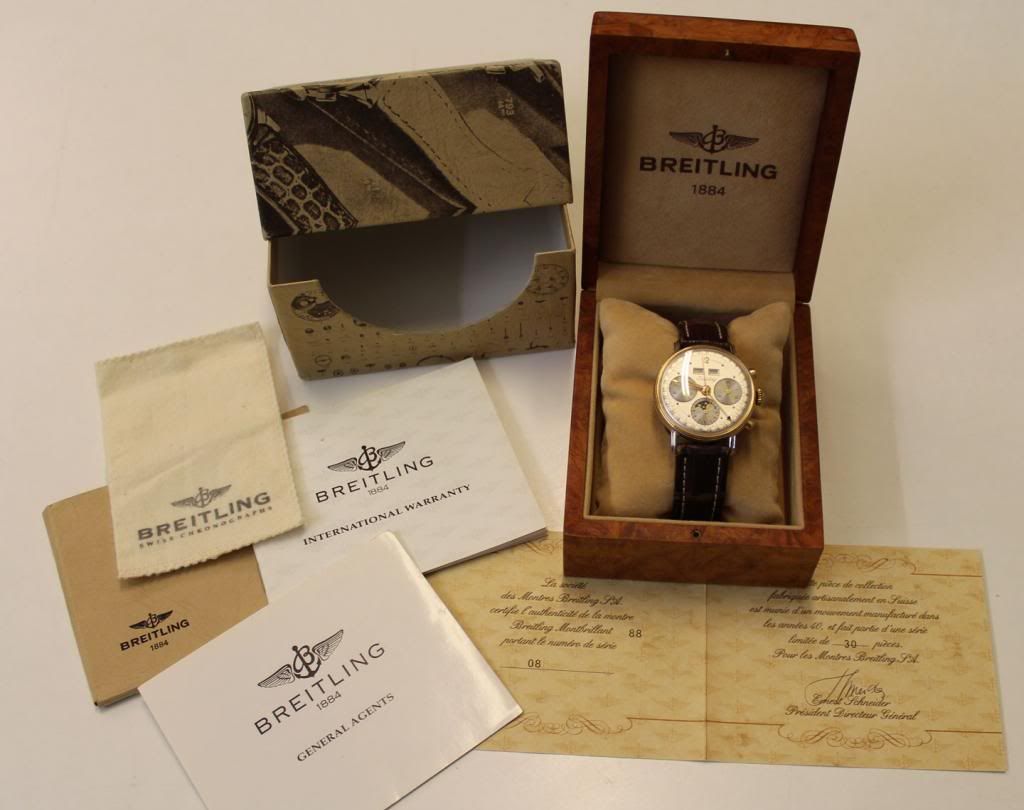 793
BREITLING
1884
BREITLING
SWISS CHRONOGRAPHS
BREITLING
1884
INTERNATIONAL WARRANTY
BREITLING
1884
BREITLING
1884
GENERAL AGENTS
La société
des Montres Breitling S.A.
certifie l'authenticité de la montre
Breitling Montbrillant 88
portant le numéro de série
08
pièce de collection
fabriquée artisanalement en Suisse
est munie d'un mouvement manufacturé dans
les années 40, et fait partie d'une série
limitée de 30 pièces.
Pour les Montres Breitling S.A.
Ernest Schneider
Président Directeur Général